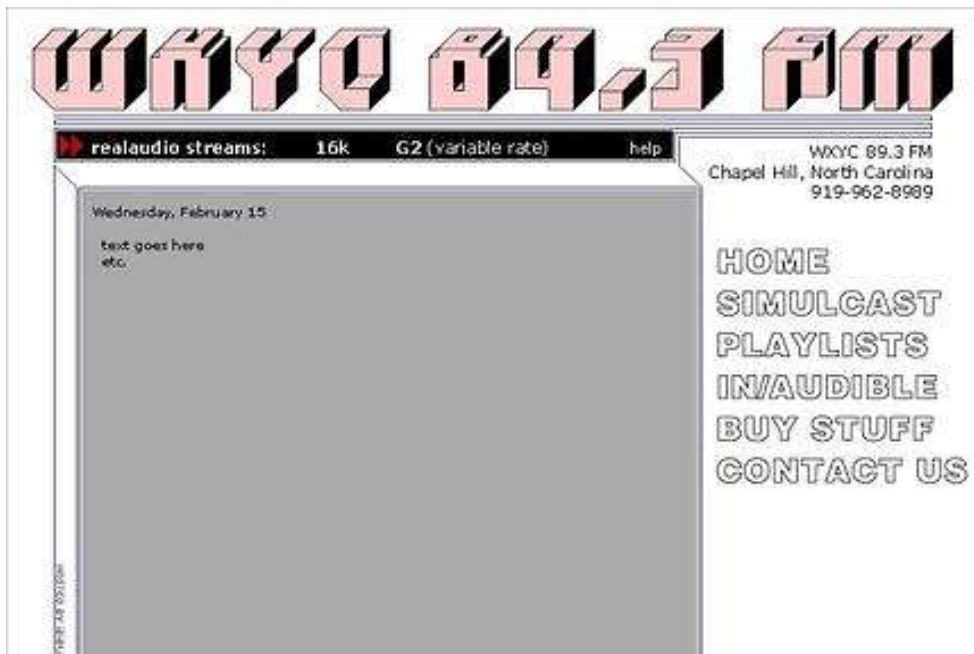 WXYC 89.3 FM
realaudio streams: 16k G2 (variable rate) help
WXYC 89.3 FM
Chapel Hill, North Carolina
919-962-8989
Wednesday, February 15
text goes here
etc.
HOME
SIMULCAST
PLAYLISTS
IN/AUDIBLE
BUY STUFF
CONTACT US